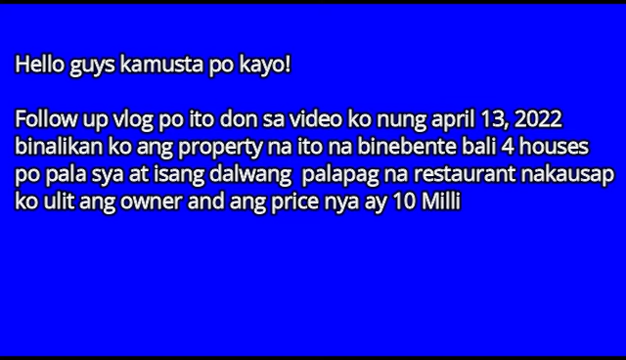 Hello guys kamusta po kayo!
Follow up vlog po ito don sa video ko nung april 13, 2022
binalikan ko ang property na ito na binebente bali 4 houses
po pala sya at isang dalwang palapag na restaurant nakausap
ko ulit ang owner and ang price nya ay 10 Milli